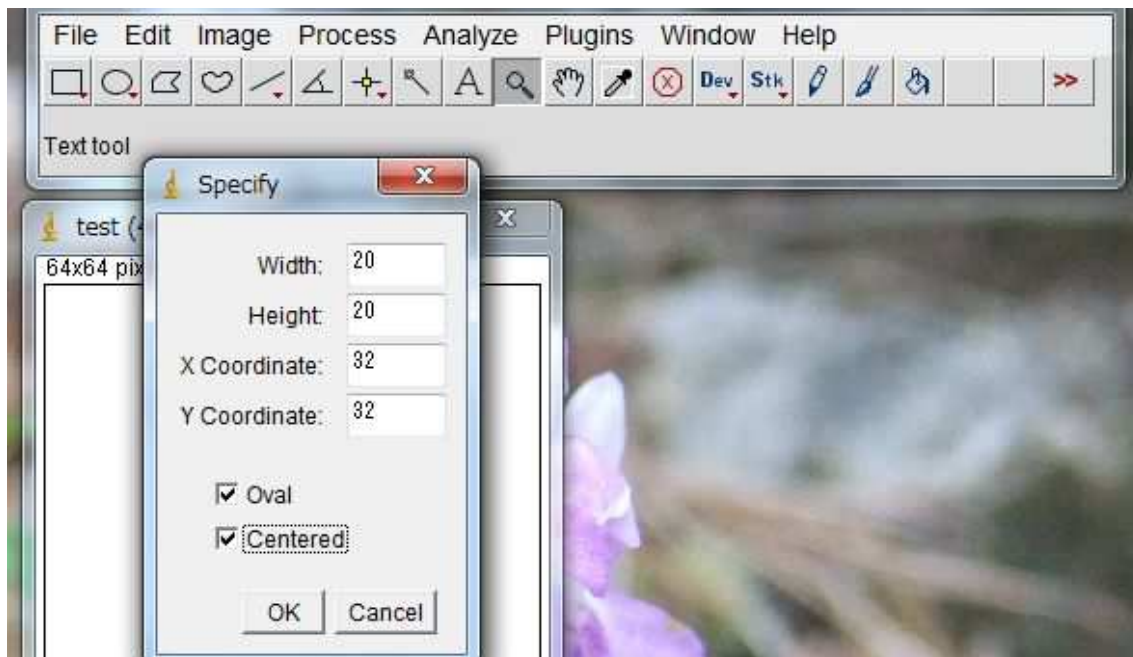 File Edit Image Process Analyze Plugins Window Help
A Dev Stk >>
Text tool
Specify
test (
64x64 pix
Width: 20
Height: 20
X Coordinate: 32
Y Coordinate: 32
Oval
Centered
OK Cancel